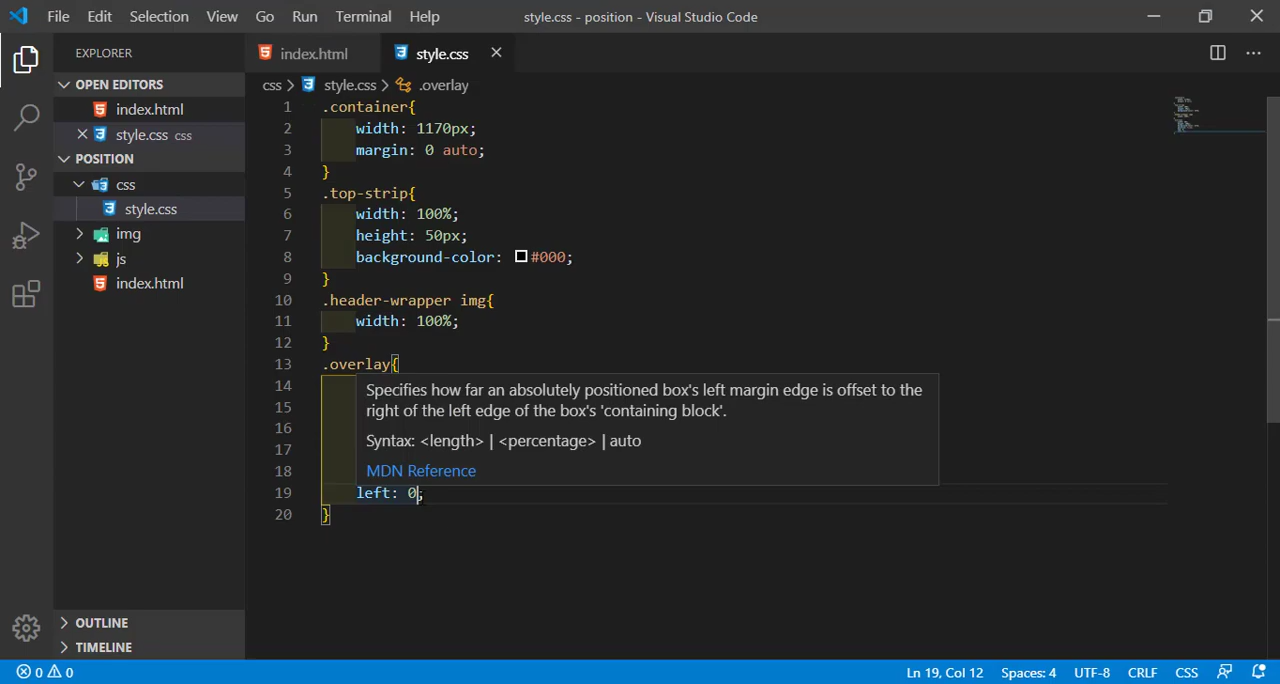 File Edit Selection View Go Run Terminal Help style.css - position - Visual Studio Code
EXPLORER
OPEN EDITORS
index.html
style.css css
POSITION
css
style.css
img
js
index.html
OUTLINE
TIMELINE
index.html style.css
css > style.css > .overlay
1 .container{
2 width: 1170px;
3 margin: 0 auto;
4 }
5 .top-strip{
6 width: 100%;
7 height: 50px;
8 background-color: #000;
9 }
10 .header-wrapper img{
11 width: 100%;
12 }
13 .overlay{
14
15
16
17
18
Specifies how far an absolutely positioned box's left margin edge is offset to the
right of the left edge of the box's 'containing block'.
Syntax: <length> | <percentage> | auto
MDN Reference
19 left: 0;
20 }
0 0 Ln 19, Col 12 Spaces: 4 UTF-8 CRLF CSS